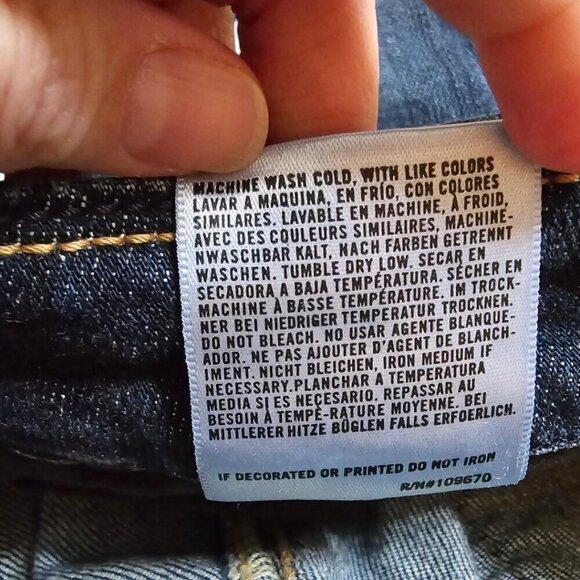 MACHINE WASH COLD, WITH LIKE COLORS
LAVAR A MAQUINA, EN FRÍO, CON COLORES
SIMILARES. LAVABLE EN MACHINE, À FROID,
AVEC DES COULEURS SIMILAIRES, MACHINE-
NWASCHBAR KALT, NACH FARBEN GETRENNT
WASCHEN. TUMBLE DRY LOW. SECAR EN
SECADORA A BAJA TEMPERATURA. SÉCHER EN
MACHINE À BASSE TEMPÉRATURE. IM TROCK-
NER BEI NIEDRIGER TEMPERATUR TROCKNEN.
DO NOT BLEACH. NO USAR AGENTE BLANQUE-
ADOR. NE PAS AJOUTER D'AGENT DE BLANCH-
IMENT. NICHT BLEICHEN, IRON MEDIUM IF
NECESSARY.PLANCHAR A TEMPERATURA
MEDIA SI ES NECESARIO. REPASSAR AU
BESOIN À TEMPÈ-RATURE MOYENNE. BEI
MITTLERER HITZE BÜGLEN FALLS ERFOERLICH.
IF DECORATED OR PRINTED DO NOT IRON
R/N#109670